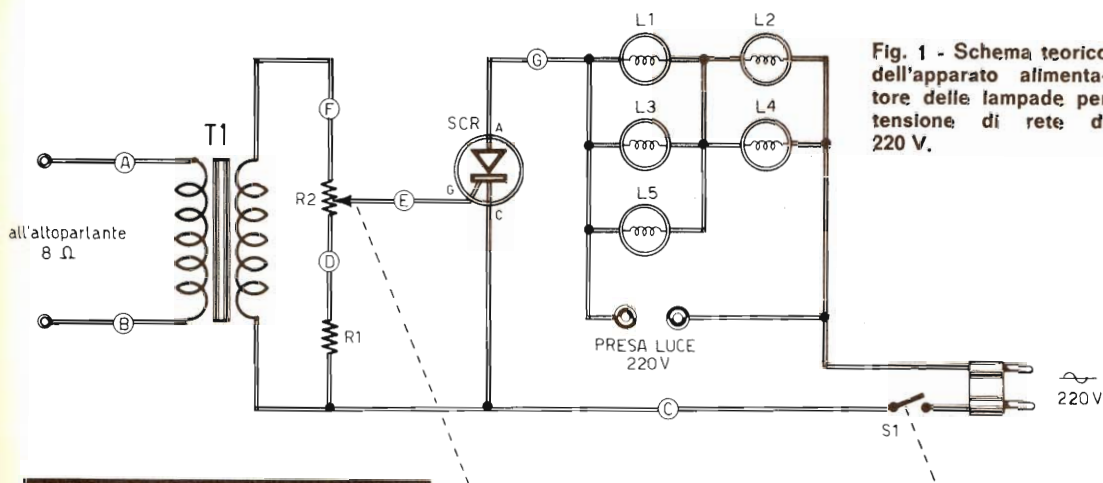 Fig. 1 - Schema teorico
dell'apparato alimenta-
tore delle lampade per
tensione di rete d
220 V.
L1
L2
G
SCR
A
F
T1
L3
L4
A
R2
E
G
C
L5
all'altoparlante
8 Ω
D
B
R1
PRESA LUCE
220V
C
S1
220V